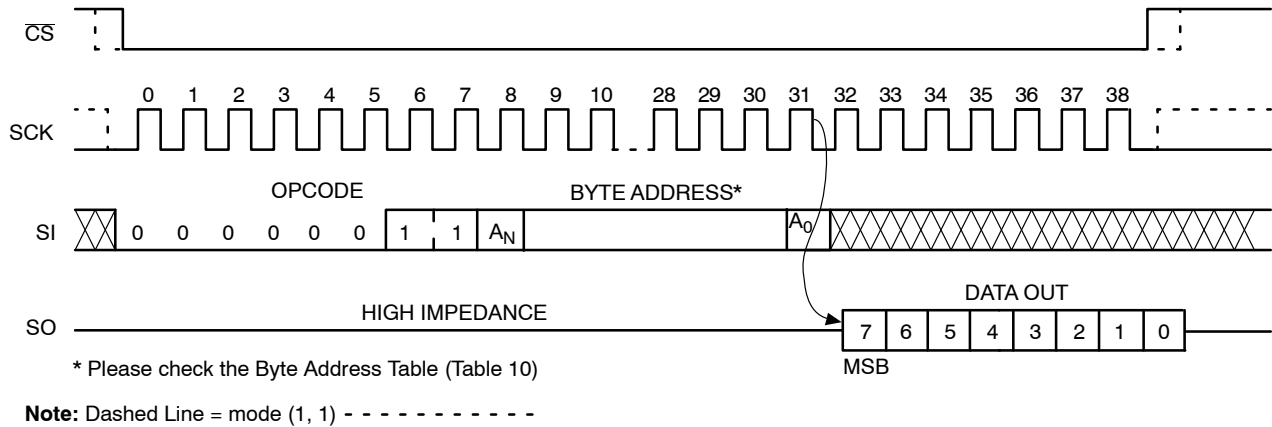 CS
0 1 2 3 4 5 6 7 8 9 10 28 29 30 31 32 33 34 35 36 37 38
SCK
OPCODE BYTE ADDRESS*
SI 0 0 0 0 0 0 1 1 AN A0
DATA OUT
HIGH IMPEDANCE
SO 7 6 5 4 3 2 1 0
MSB
* Please check the Byte Address Table (Table 10)
Note: Dashed Line = mode (1, 1)